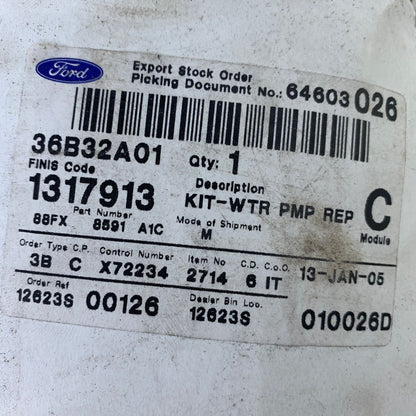 Ford
Export Stock Order
Picking Document No.: 64603 026
36B32A01 Qty: 1
FINIS Code Description
1317913 KIT-WTR PMP REP C
Part Number Mode of Shipment Module
88FX 8591 A1C M
Order Type C.P. Control Number Item No C.D. C.o.O. 13-JAN-05
3B C X72234 2714 6 IT
Order Ref Dealer Bin Loc.
12623S 00126 12623S 010026D